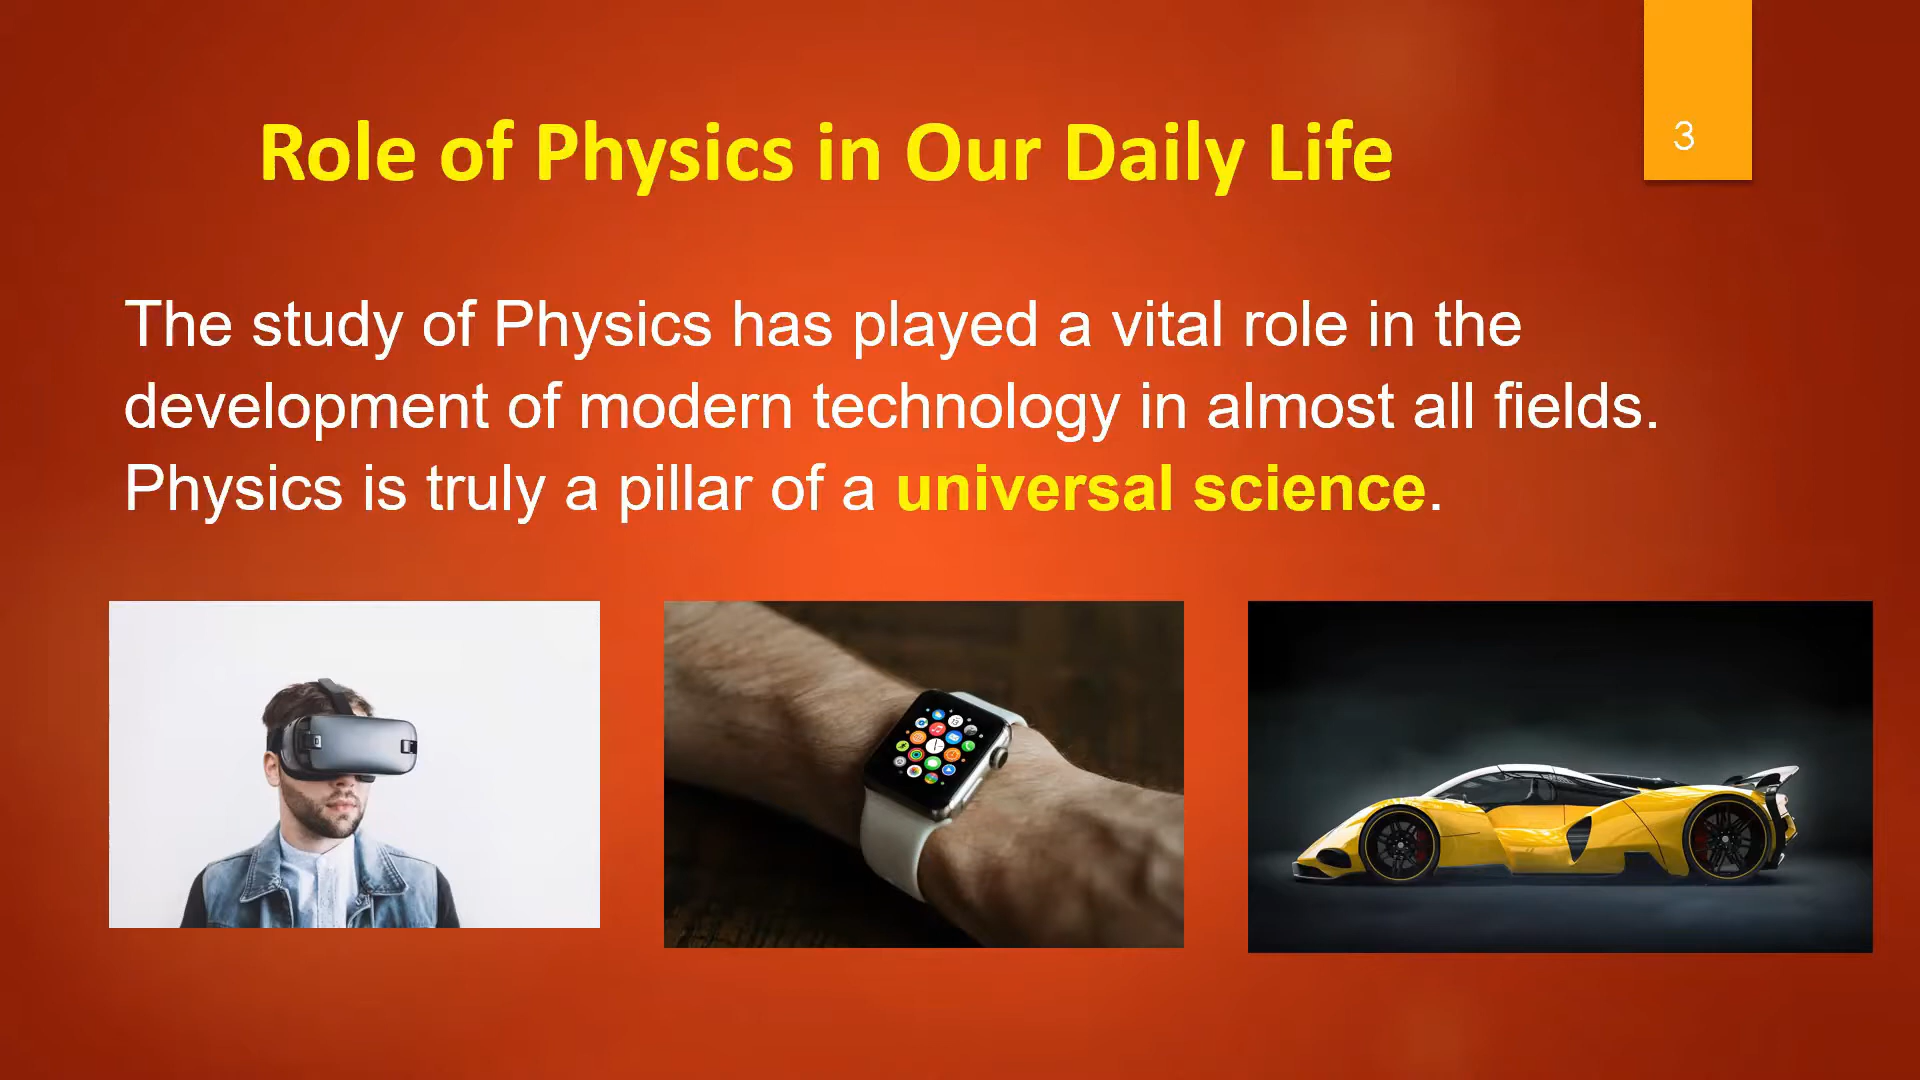 Role of Physics in Our Daily Life
3
The study of Physics has played a vital role in the
development of modern technology in almost all fields.
Physics is truly a pillar of a universal science.